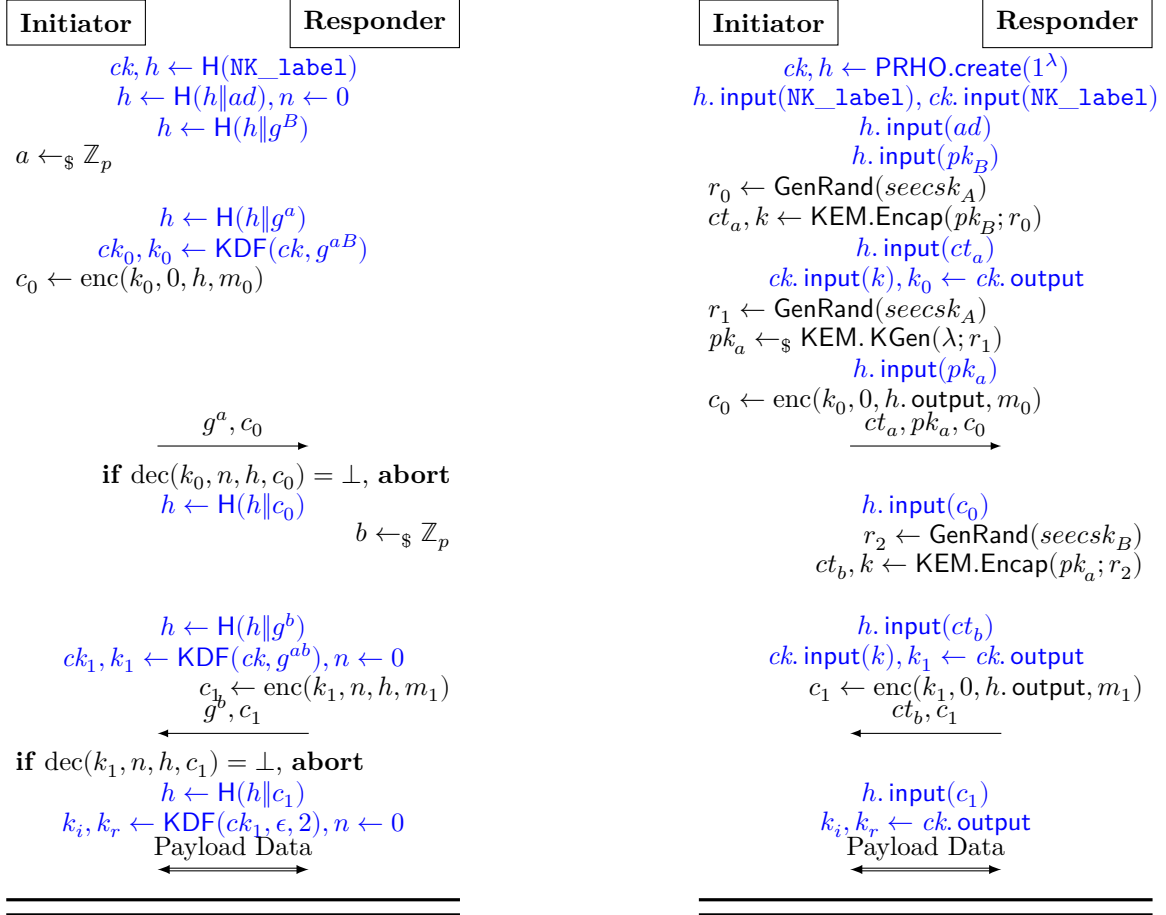 Initiator Responder
ck, h ← H(NK_label)
h ← H(h‖ad), n ← 0
h ← H(h‖g^B)
a ←$ ℤ_p
h ← H(h‖g^a)
ck_0, k_0 ← KDF(ck, g^{aB})
c_0 ← enc(k_0, 0, h, m_0)
g^a, c_0
if dec(k_0, n, h, c_0) = ⊥, abort
h ← H(h‖c_0)
b ←$ ℤ_p
h ← H(h‖g^b)
ck_1, k_1 ← KDF(ck, g^{ab}), n ← 0
c_1 ← enc(k_1, n, h, m_1)
g^b, c_1
if dec(k_1, n, h, c_1) = ⊥, abort
h ← H(h‖c_1)
k_i, k_r ← KDF(ck_1, ϵ, 2), n ← 0
Payload Data
Initiator Responder
ck, h ← PRHO.create(1^λ)
h. input(NK_label), ck. input(NK_label)
h. input(ad)
h. input(pk_B)
r_0 ← GenRand(seecsk_A)
ct_a, k ← KEM.Encap(pk_B; r_0)
h. input(ct_a)
ck. input(k), k_0 ← ck. output
r_1 ← GenRand(seecsk_A)
pk_a ←$ KEM. KGen(λ; r_1)
h. input(pk_a)
c_0 ← enc(k_0, 0, h. output, m_0)
ct_a, pk_a, c_0
h. input(c_0)
r_2 ← GenRand(seecsk_B)
ct_b, k ← KEM.Encap(pk_a; r_2)
h. input(ct_b)
ck. input(k), k_1 ← ck. output
c_1 ← enc(k_1, 0, h. output, m_1)
ct_b, c_1
h. input(c_1)
k_i, k_r ← ck. output
Payload Data